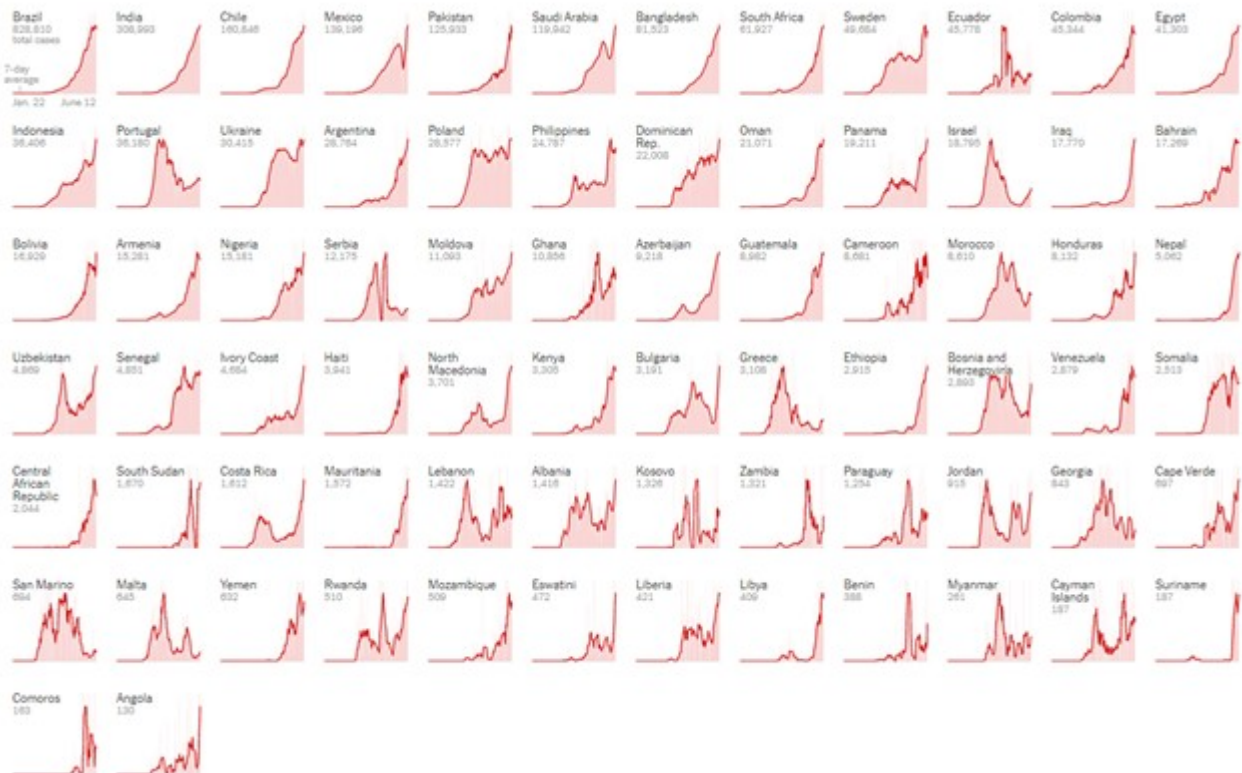 Brazil
828,810
total cases
7-day
average
Jan. 22 June 12
India
308,993
Chile
160,846
Mexico
139,196
Pakistan
125,933
Saudi Arabia
119,942
Bangladesh
81,523
South Africa
61,927
Sweden
49,684
Ecuador
45,778
Colombia
45,344
Egypt
41,303
Indonesia
36,406
Portugal
36,180
Ukraine
30,415
Argentina
28,764
Poland
28,577
Philippines
24,787
Dominican
Rep.
22,008
Oman
21,071
Panama
19,211
Israel
18,795
Iraq
17,770
Bahrain
17,269
Bolivia
16,929
Armenia
15,281
Nigeria
15,181
Serbia
12,175
Moldova
11,093
Ghana
10,856
Azerbaijan
9,218
Guatemala
8,982
Cameroon
8,681
Morocco
8,610
Honduras
8,132
Nepal
5,062
Uzbekistan
4,869
Senegal
4,851
Ivory Coast
4,684
Haiti
3,941
North
Macedonia
3,701
Kenya
3,305
Bulgaria
3,191
Greece
3,108
Ethiopia
2,915
Bosnia and
Herzegovina
2,893
Venezuela
2,879
Somalia
2,513
Central
African
Republic
2,044
South Sudan
1,670
Costa Rica
1,612
Mauritania
1,572
Lebanon
1,422
Albania
1,416
Kosovo
1,326
Zambia
1,321
Paraguay
1,254
Jordan
915
Georgia
843
Cape Verde
697
San Marino
694
Malta
645
Yemen
632
Rwanda
510
Mozambique
509
Eswatini
472
Liberia
421
Libya
409
Benin
388
Myanmar
261
Cayman
Islands
187
Suriname
187
Comoros
163
Angola
130